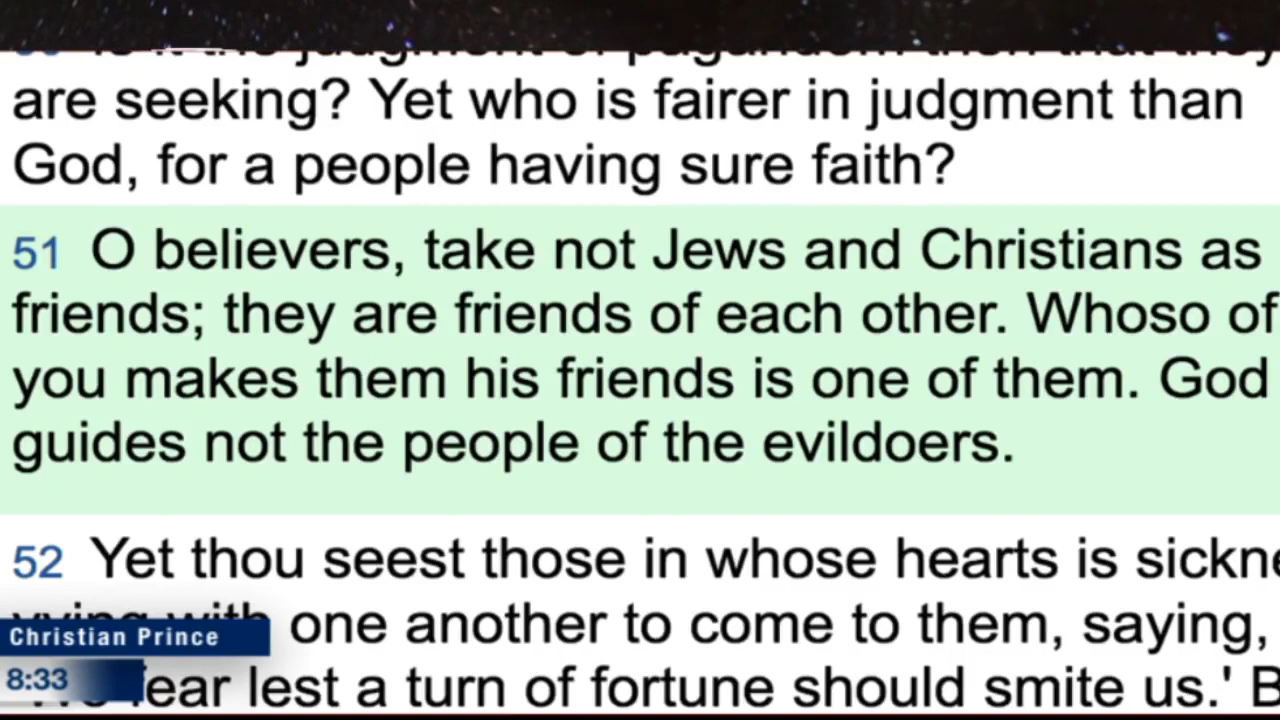 are seeking? Yet who is fairer in judgment than
God, for a people having sure faith?
51 O believers, take not Jews and Christians as
friends; they are friends of each other. Whoso of
you makes them his friends is one of them. God
guides not the people of the evildoers.
52 Yet thou seest those in whose hearts is
one another to come to them, saying,
Christian Prince
fear lest a turn of fortune should smite us.'
8:33